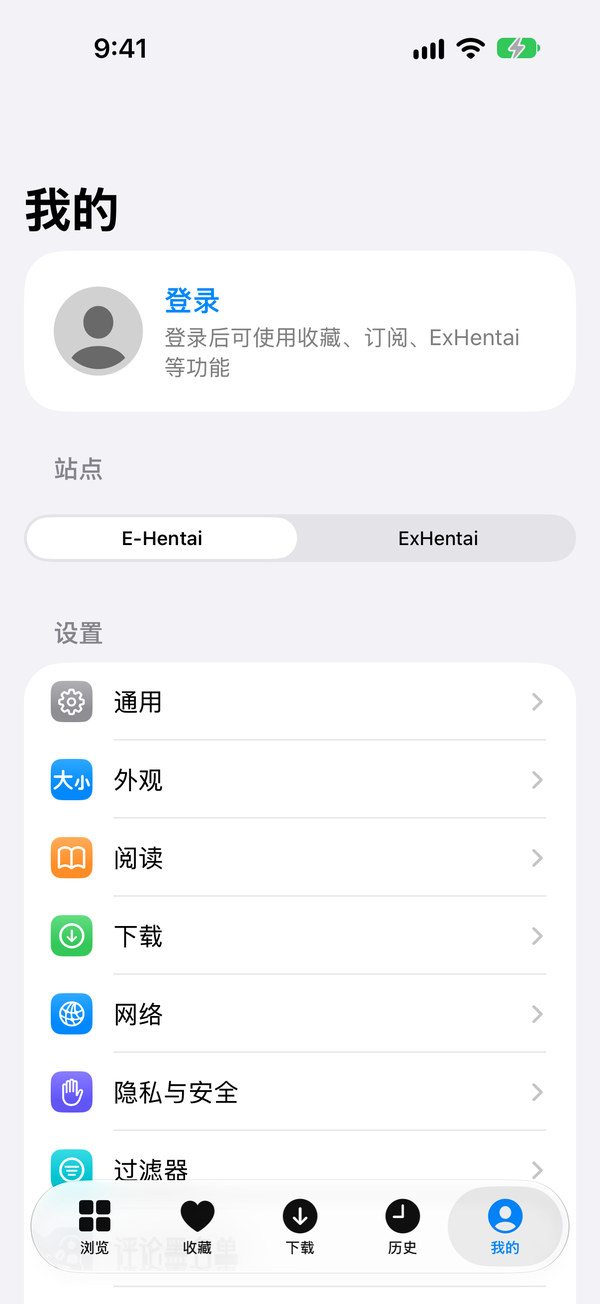 9:41
我的
登录
登录后可使用收藏、订阅、ExHentai
等功能
站点
E-Hentai
ExHentai
设置
通用
大小
外观
阅读
下载
网络
隐私与安全
过滤器
浏览
收藏
下载
历史
我的